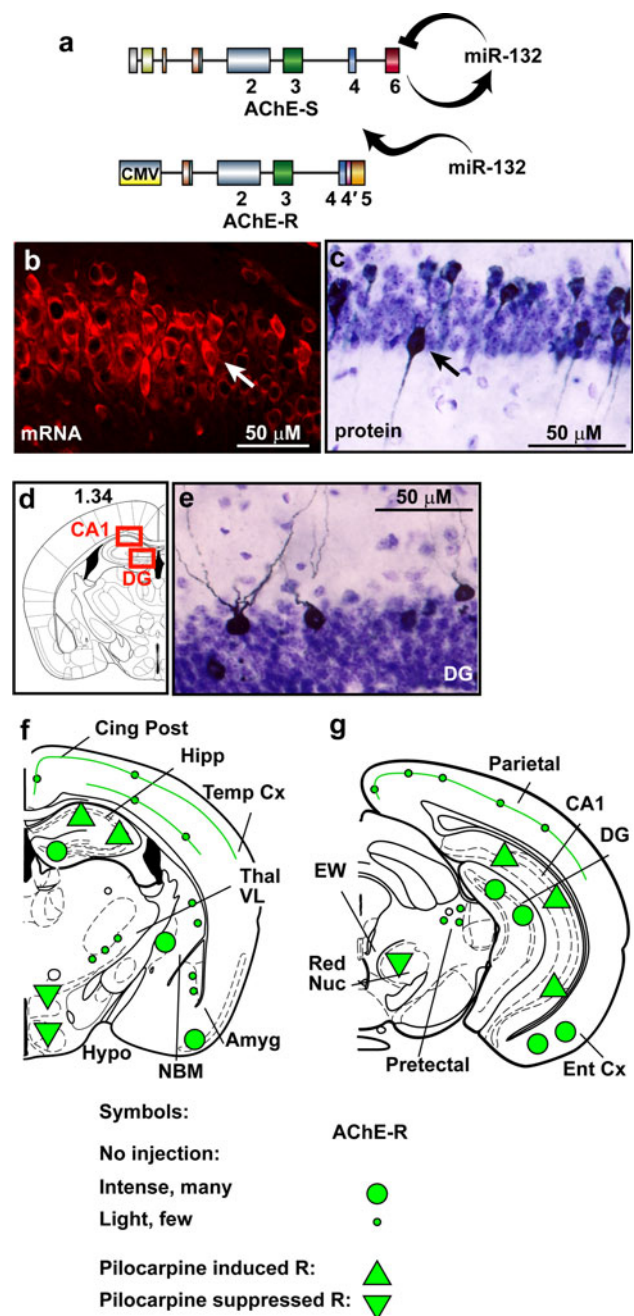 a
miR-132
2 3 4 6
AChE-S
CMV
miR-132
2 3 4 4′ 5
AChE-R
b
mRNA
50 µM
c
protein
50 µM
d
1.34
CA1
DG
e
50 µM
DG
f
Cing Post
Hipp
Temp Cx
Thal
VL
Hypo
NBM
Amyg
g
Parietal
CA1
DG
EW
Red
Nuc
Pretectal
Ent Cx
Symbols:
AChE-R
No injection:
Intense, many
Light, few
Pilocarpine induced R:
Pilocarpine suppressed R: